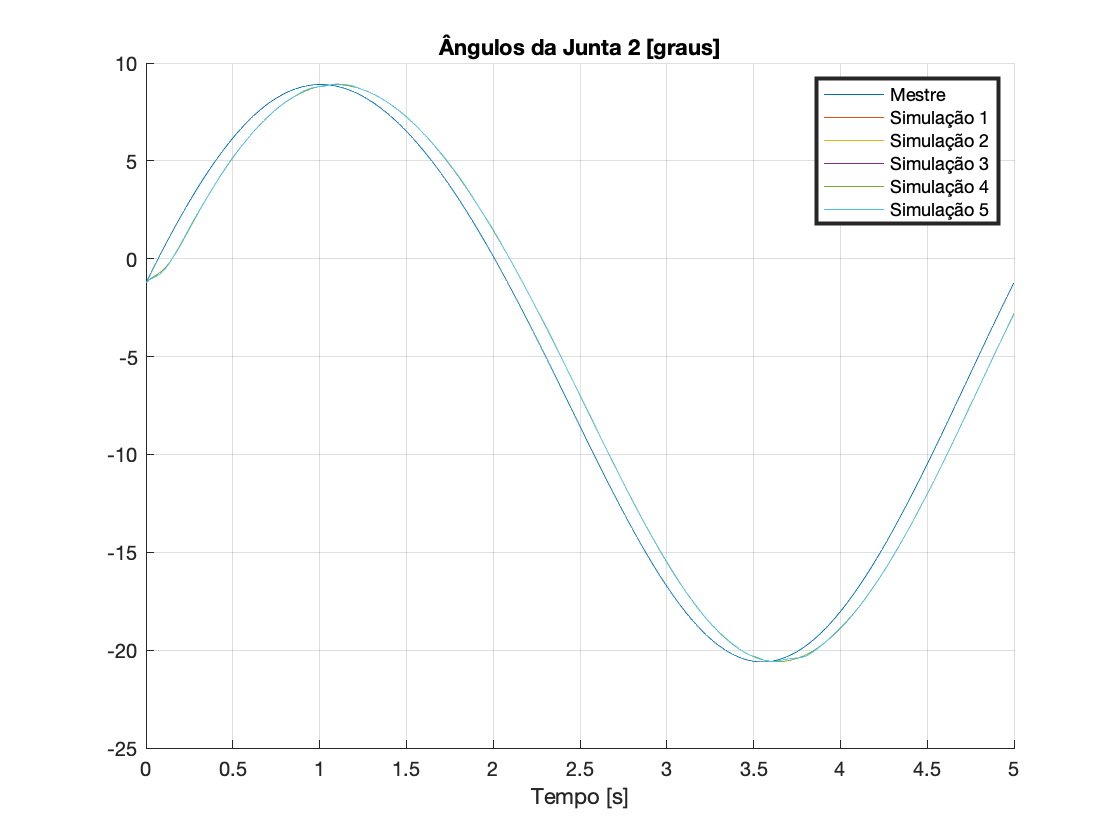 Ângulos da Junta 2 [graus]
Mestre
Simulação 1
Simulação 2
Simulação 3
Simulação 4
Simulação 5
10
5
0
-5
-10
-15
-20
-25
0 0.5 1 1.5 2 2.5 3 3.5 4 4.5 5
Tempo [s]